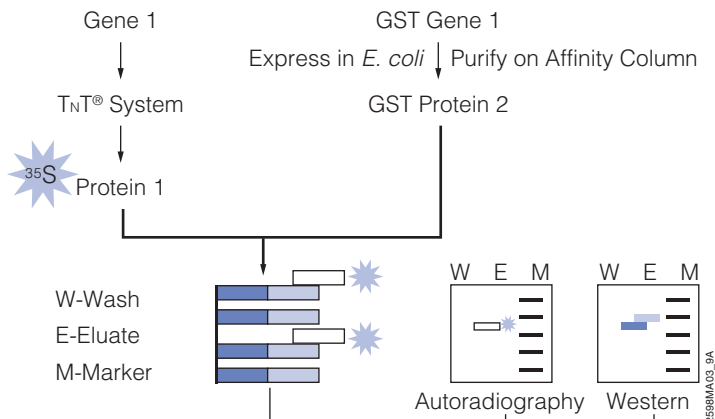 Gene 1
GST Gene 1
Express in E. coli
Purify on Affinity Column
TNT® System
GST Protein 2
35S
Protein 1
W-Wash
E-Eluate
M-Marker
W E M
W E M
Autoradiography
Western
2598MA03_9A